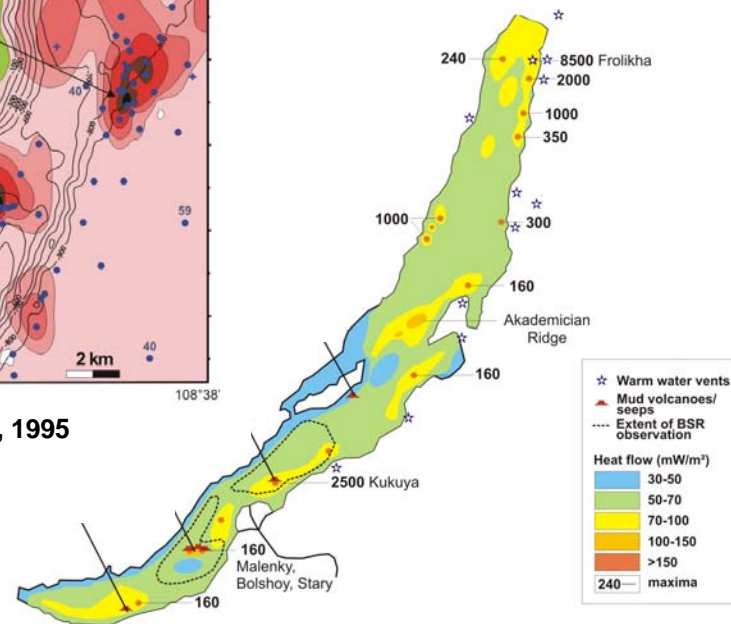 40
59
40
2 km
108°38'
, 1995
240
8500 Frolikha
2000
1000
350
1000
300
160
Akademician
Ridge
160
2500 Kukuya
160
Malenky,
Bolshoy, Stary
160
Warm water vents
Mud volcanoes/
seeps
Extent of BSR
observation
Heat flow (mW/m²)
30-50
50-70
70-100
100-150
>150
240 maxima